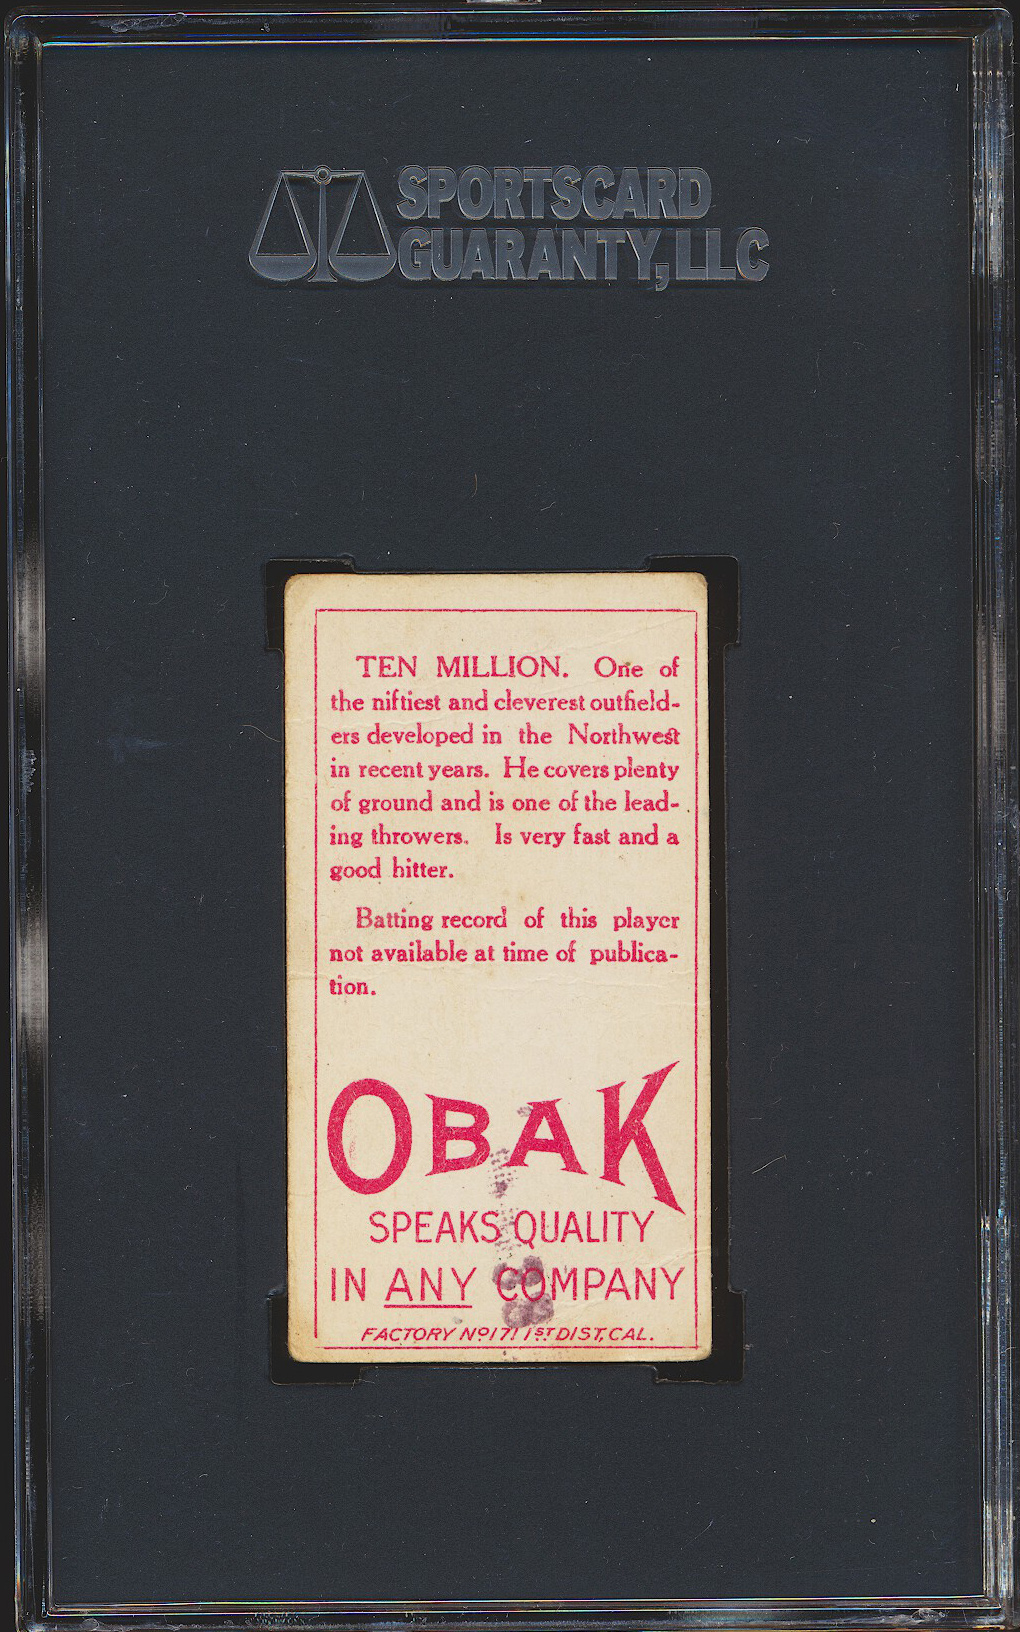 SPORTSCARD
GUARANTY, LLC
TEN MILLION. One of
the niftiest and cleverest outfield-
ers developed in the Northwest
in recent years. He covers plenty
of ground and is one of the lead-
ing throwers. Is very fast and a
good hitter.
Batting record of this player
not available at time of publica-
tion.
OBAK
SPEAKS QUALITY
IN ANY COMPANY
FACTORY Nº 171 1ST DIST, CAL.